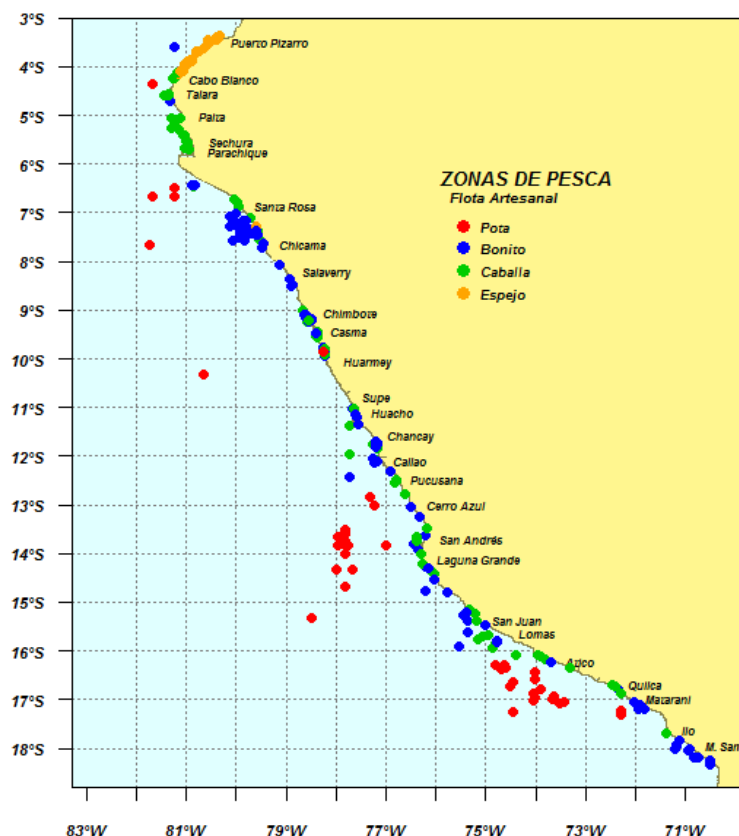 3°S
Puerto Pizarro
4°S
Cabo Blanco
Talara
5°S
Paita
Sechura
Parachique
6°S
ZONAS DE PESCA
Flota Artesanal
Santa Rosa
7°S
Pota
Bonito
Chicama
8°S
Salaverry
Caballa
Espejo
9°S
Chimbote
Casma
10°S
Huarmey
Supe
11°S
Huacho
Chancay
12°S
Callao
Pucusana
13°S
Cerro Azul
San Andrés
14°S
Laguna Grande
15°S
San Juan
Lomas
16°S
Atico
Quilca
17°S
Matarani
Ilo
18°S
M. Sam
83°W 81°W 79°W 77°W 75°W 73°W 71°W